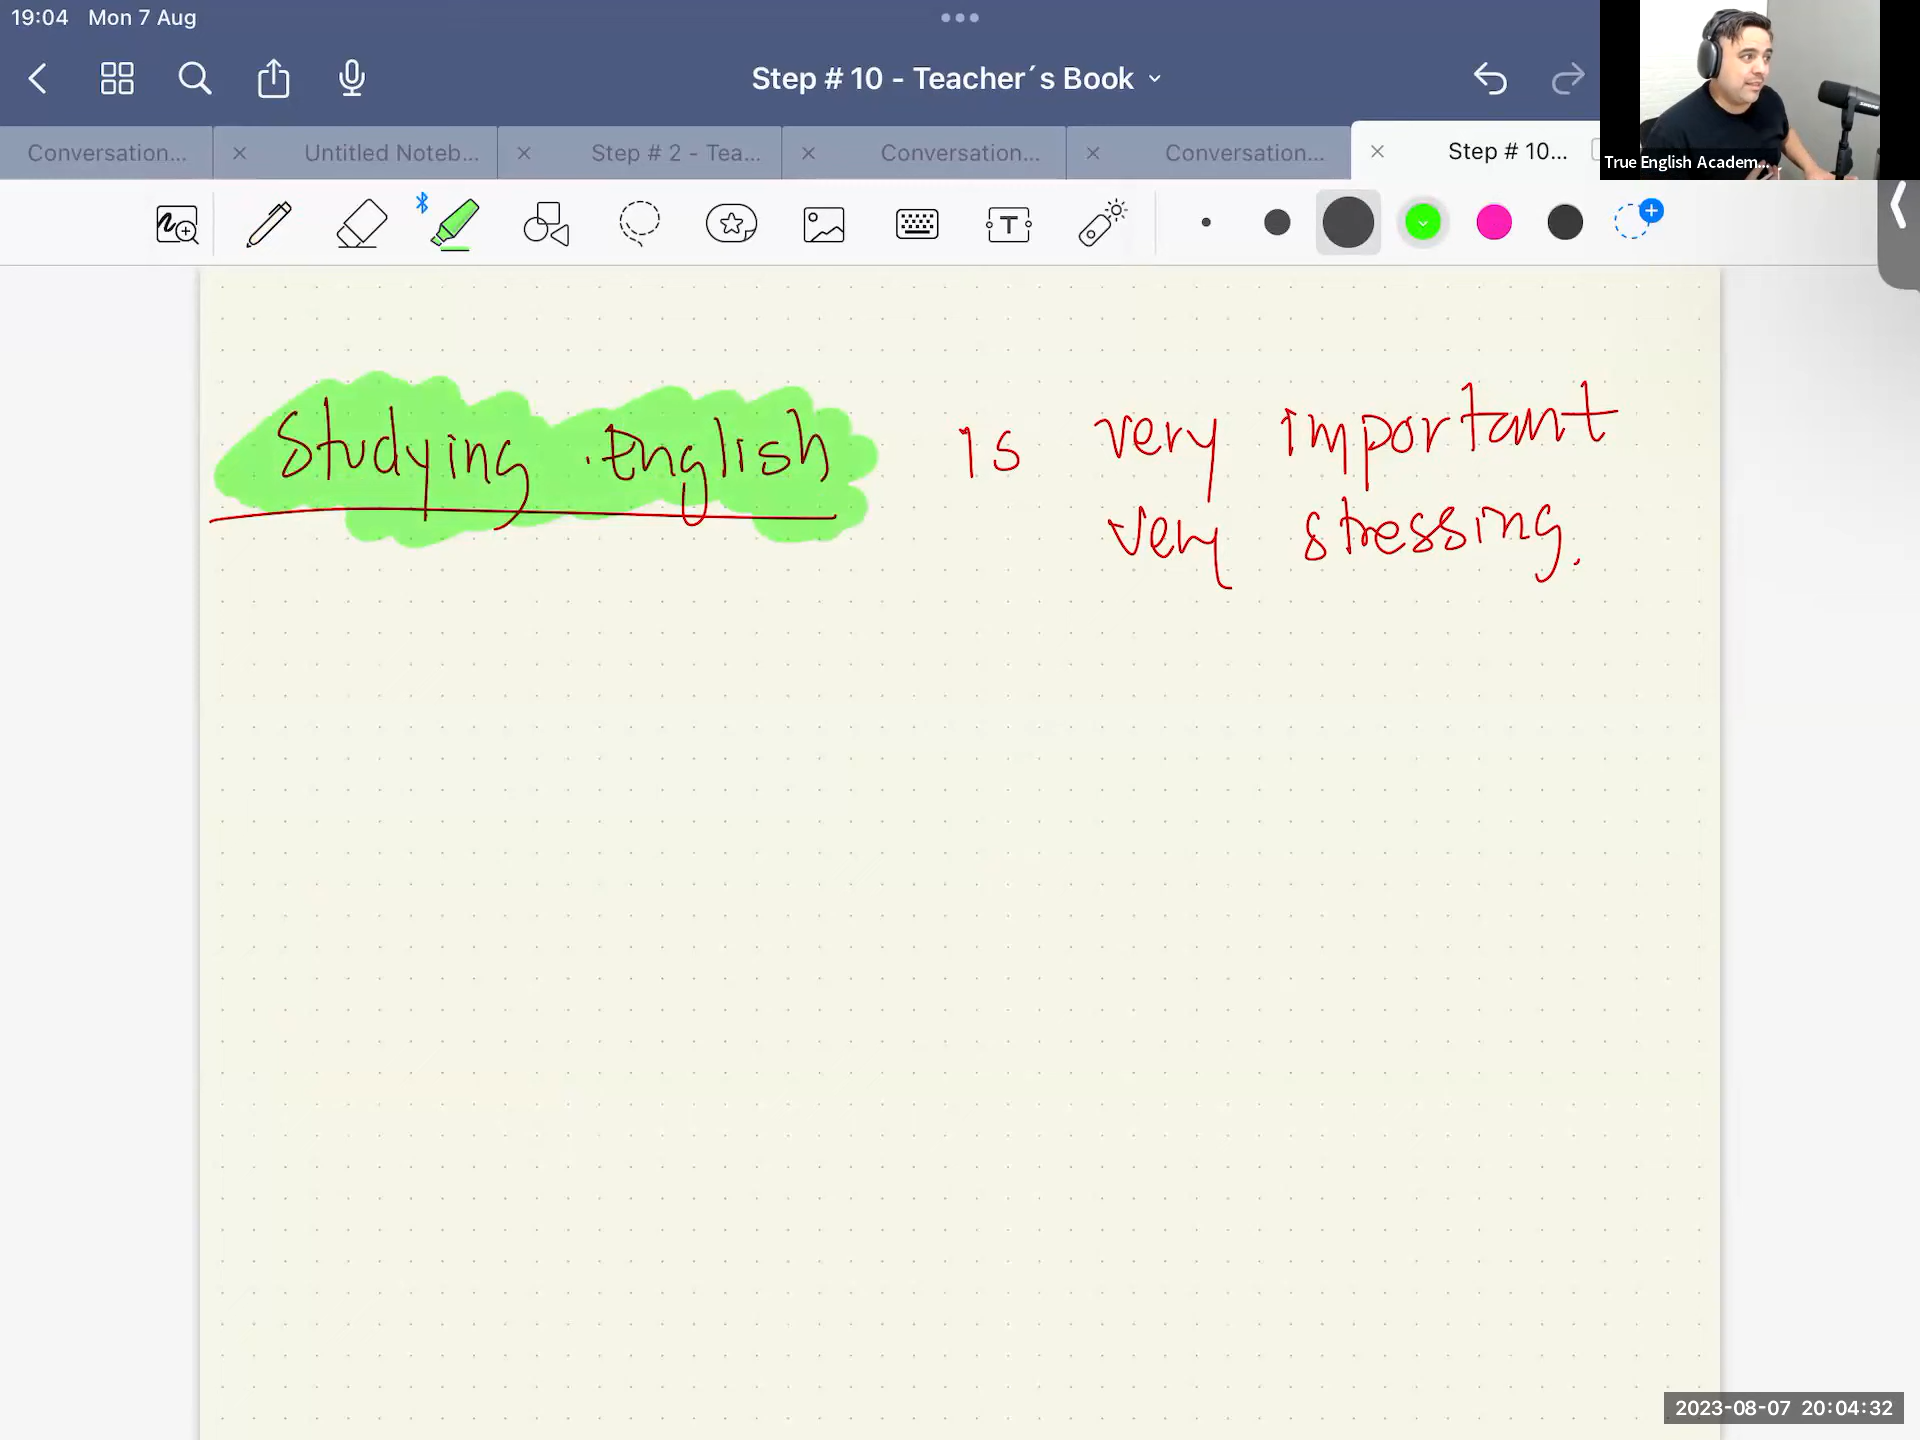 19:04 Mon 7 Aug
Step # 10 - Teacher´s Book
Conversation...
Untitled Noteb...
Step # 2 - Tea...
Conversation...
Conversation...
Step # 10...
True English Academ...
T
Studying English is very important
very stressing.
2023-08-07 20:04:32